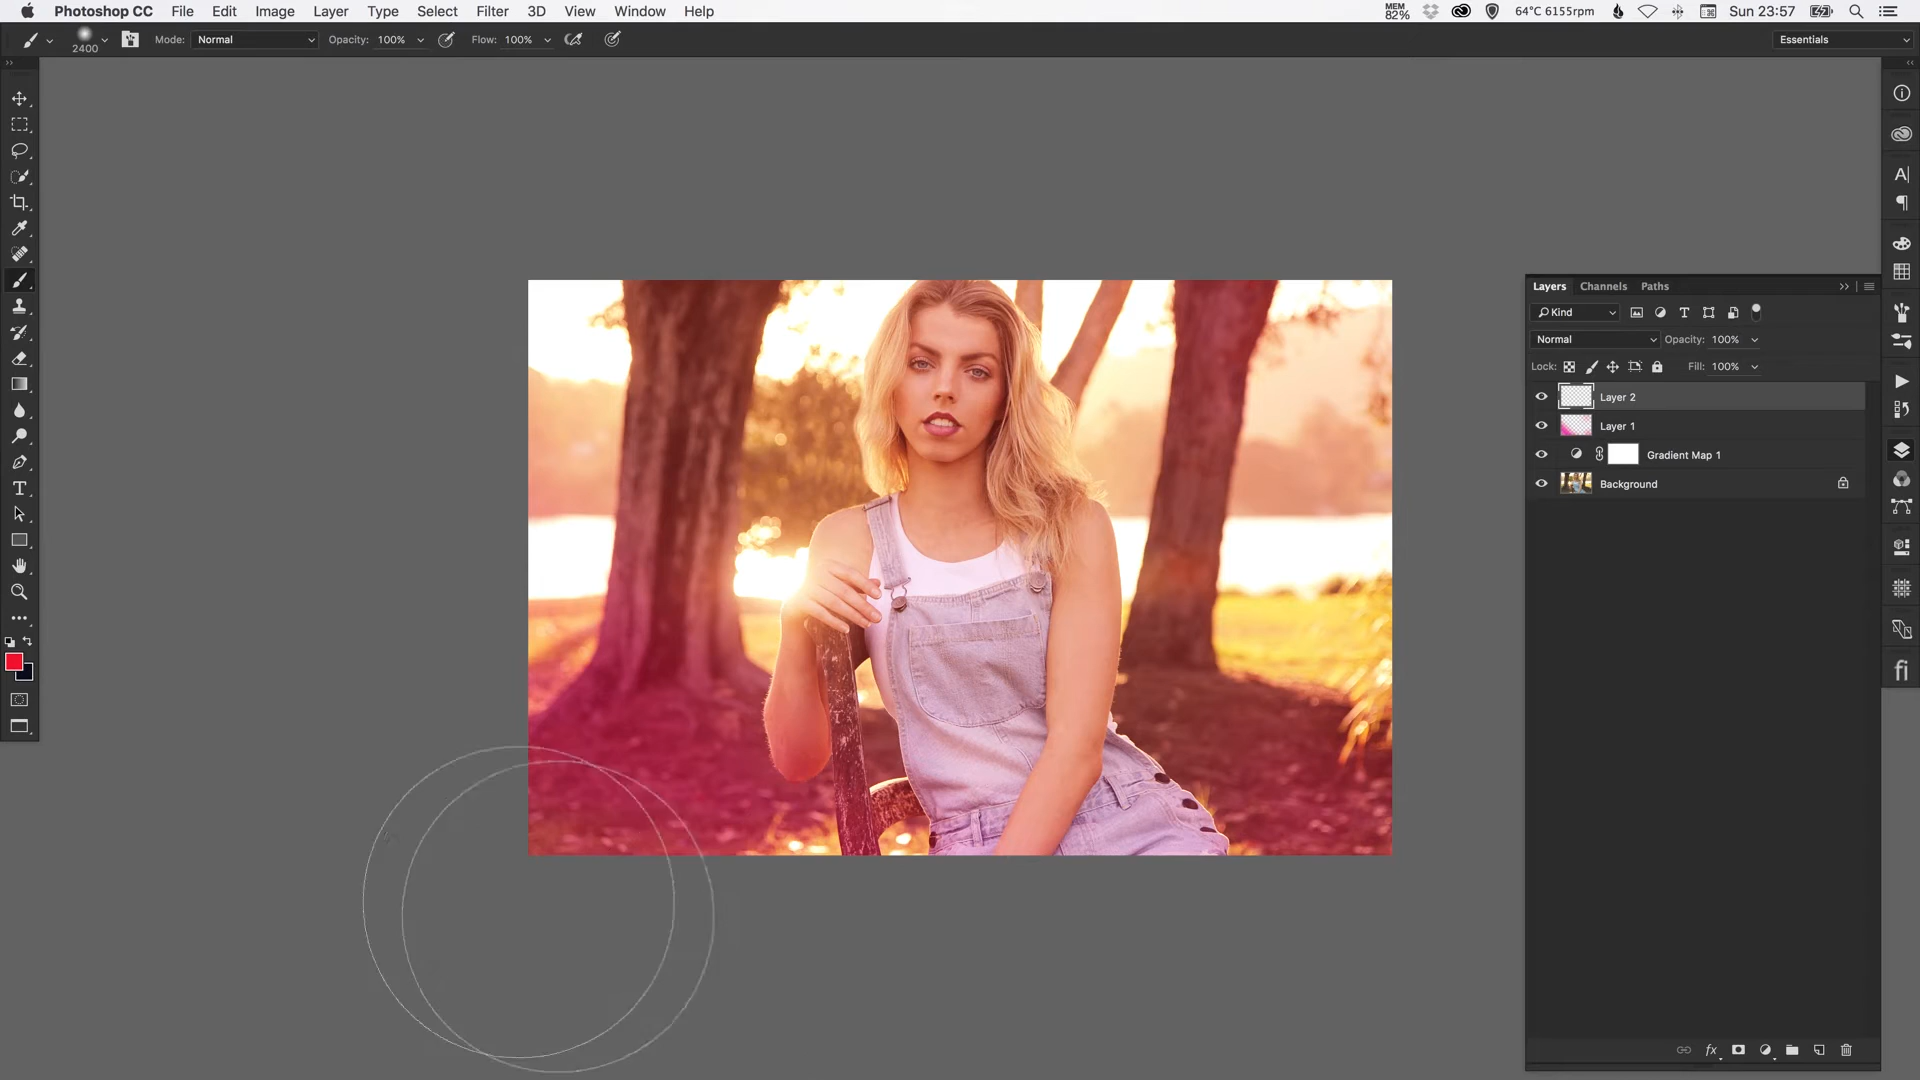 Photoshop CC File Edit Image Layer Type Select Filter 3D View Window Help MEM 82% 64°C 6155rpm Sun 23:57
2400 Mode: Normal Opacity: 100% Flow: 100% Essentials
Layers Channels Paths
Kind
Normal Opacity: 100%
Lock: Fill: 100%
Layer 2
Layer 1
Gradient Map 1
Background
fx